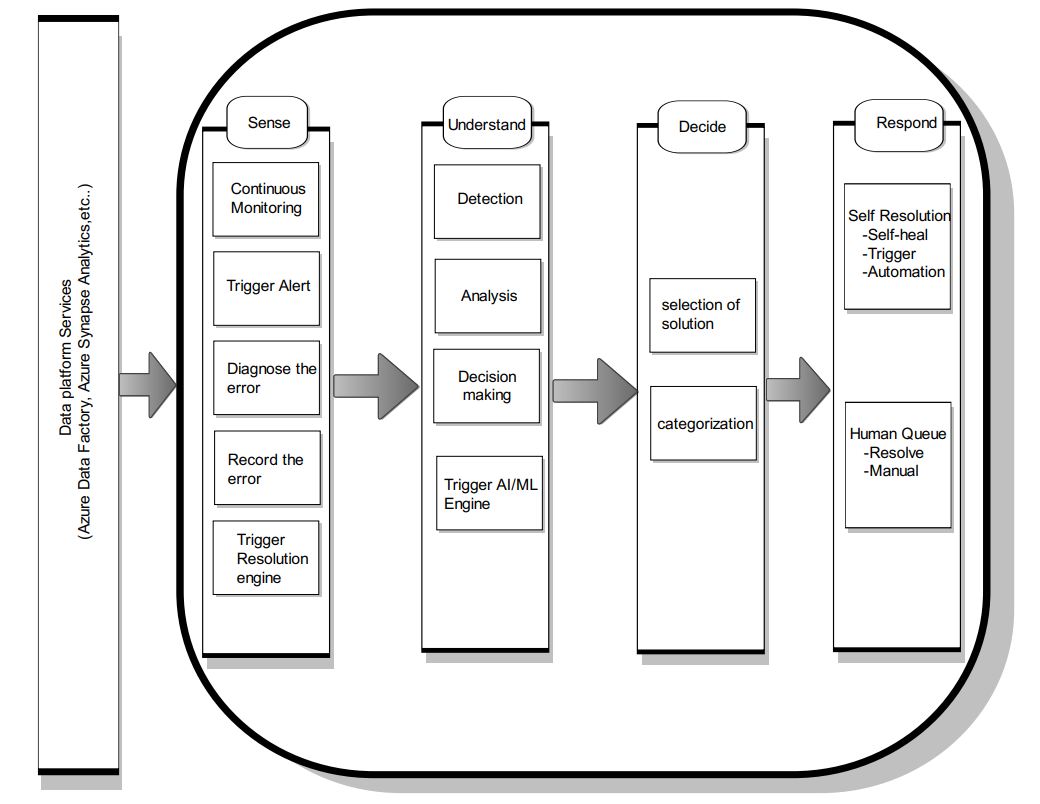 Data platform Services
(Azure Data Factory, Azure Synapse Analytics,etc..)
Sense
Continuous
Monitoring
Trigger Alert
Diagnose the
error
Record the
error
Trigger
Resolution
engine
Understand
Detection
Analysis
Decision
making
Trigger AI/ML
Engine
Decide
selection of
solution
categorization
Respond
Self Resolution
-Self-heal
-Trigger
-Automation
Human Queue
-Resolve
-Manual